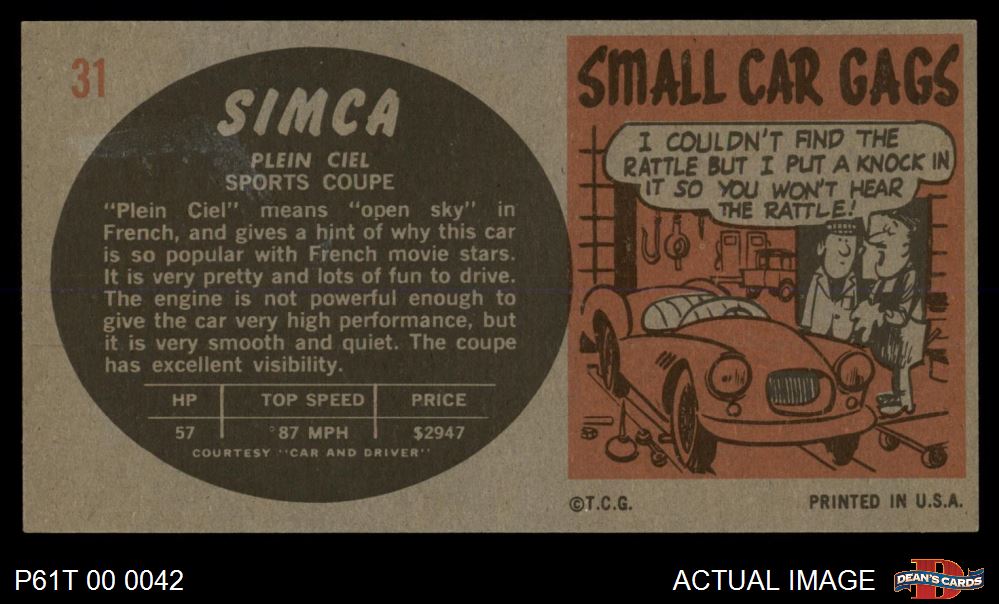 31
SIMCA
PLEIN CIEL
SPORTS COUPE
"Plein Ciel" means "open sky" in
French, and gives a hint of why this car
is so popular with French movie stars.
It is very pretty and lots of fun to drive.
The engine is not powerful enough to
give the car very high performance, but
it is very smooth and quiet. The coupe
has excellent visibility.
HP TOP SPEED PRICE
57 87 MPH $2947
COURTESY "CAR AND DRIVER"
SMALL CAR GAGS
I COULDN'T FIND THE
RATTLE BUT I PUT A KNOCK IN
IT SO YOU WON'T HEAR
THE RATTLE!
©T.C.G.
PRINTED IN U.S.A.
P61T 00 0042
ACTUAL IMAGE
DEAN'S CARDS